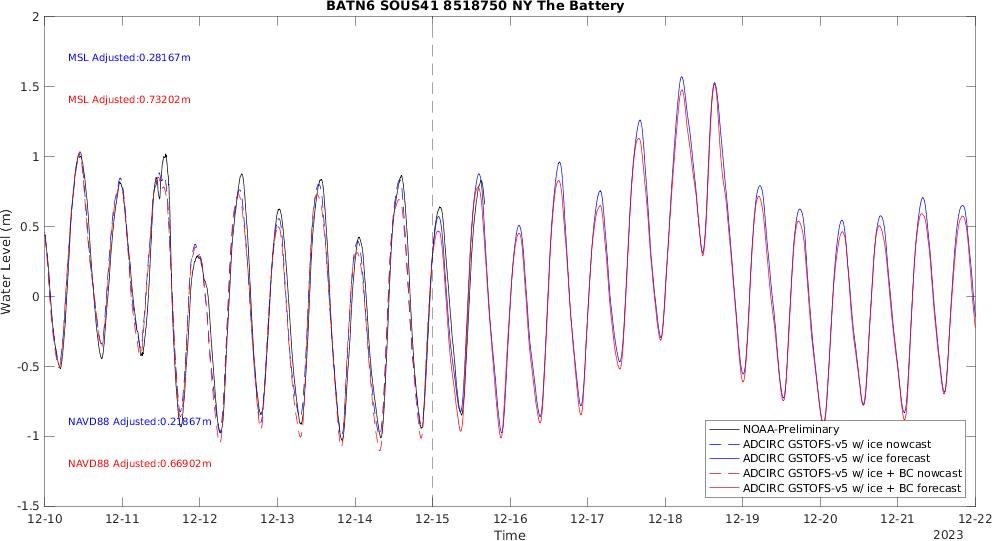 BATN6 SOUS41 8518750 NY The Battery
2
1.5
1
0.5
0
-0.5
-1
-1.5
Water Level (m)
MSL Adjusted:0.28167m
MSL Adjusted:0.73202m
NAVD88 Adjusted:0.21867m
NAVD88 Adjusted:0.66902m
NOAA-Preliminary
ADCIRC GSTOFS-v5 w/ ice nowcast
ADCIRC GSTOFS-v5 w/ ice forecast
ADCIRC GSTOFS-v5 w/ ice + BC nowcast
ADCIRC GSTOFS-v5 w/ ice + BC forecast
12-10 12-11 12-12 12-13 12-14 12-15 12-16 12-17 12-18 12-19 12-20 12-21 12-22
Time
2023